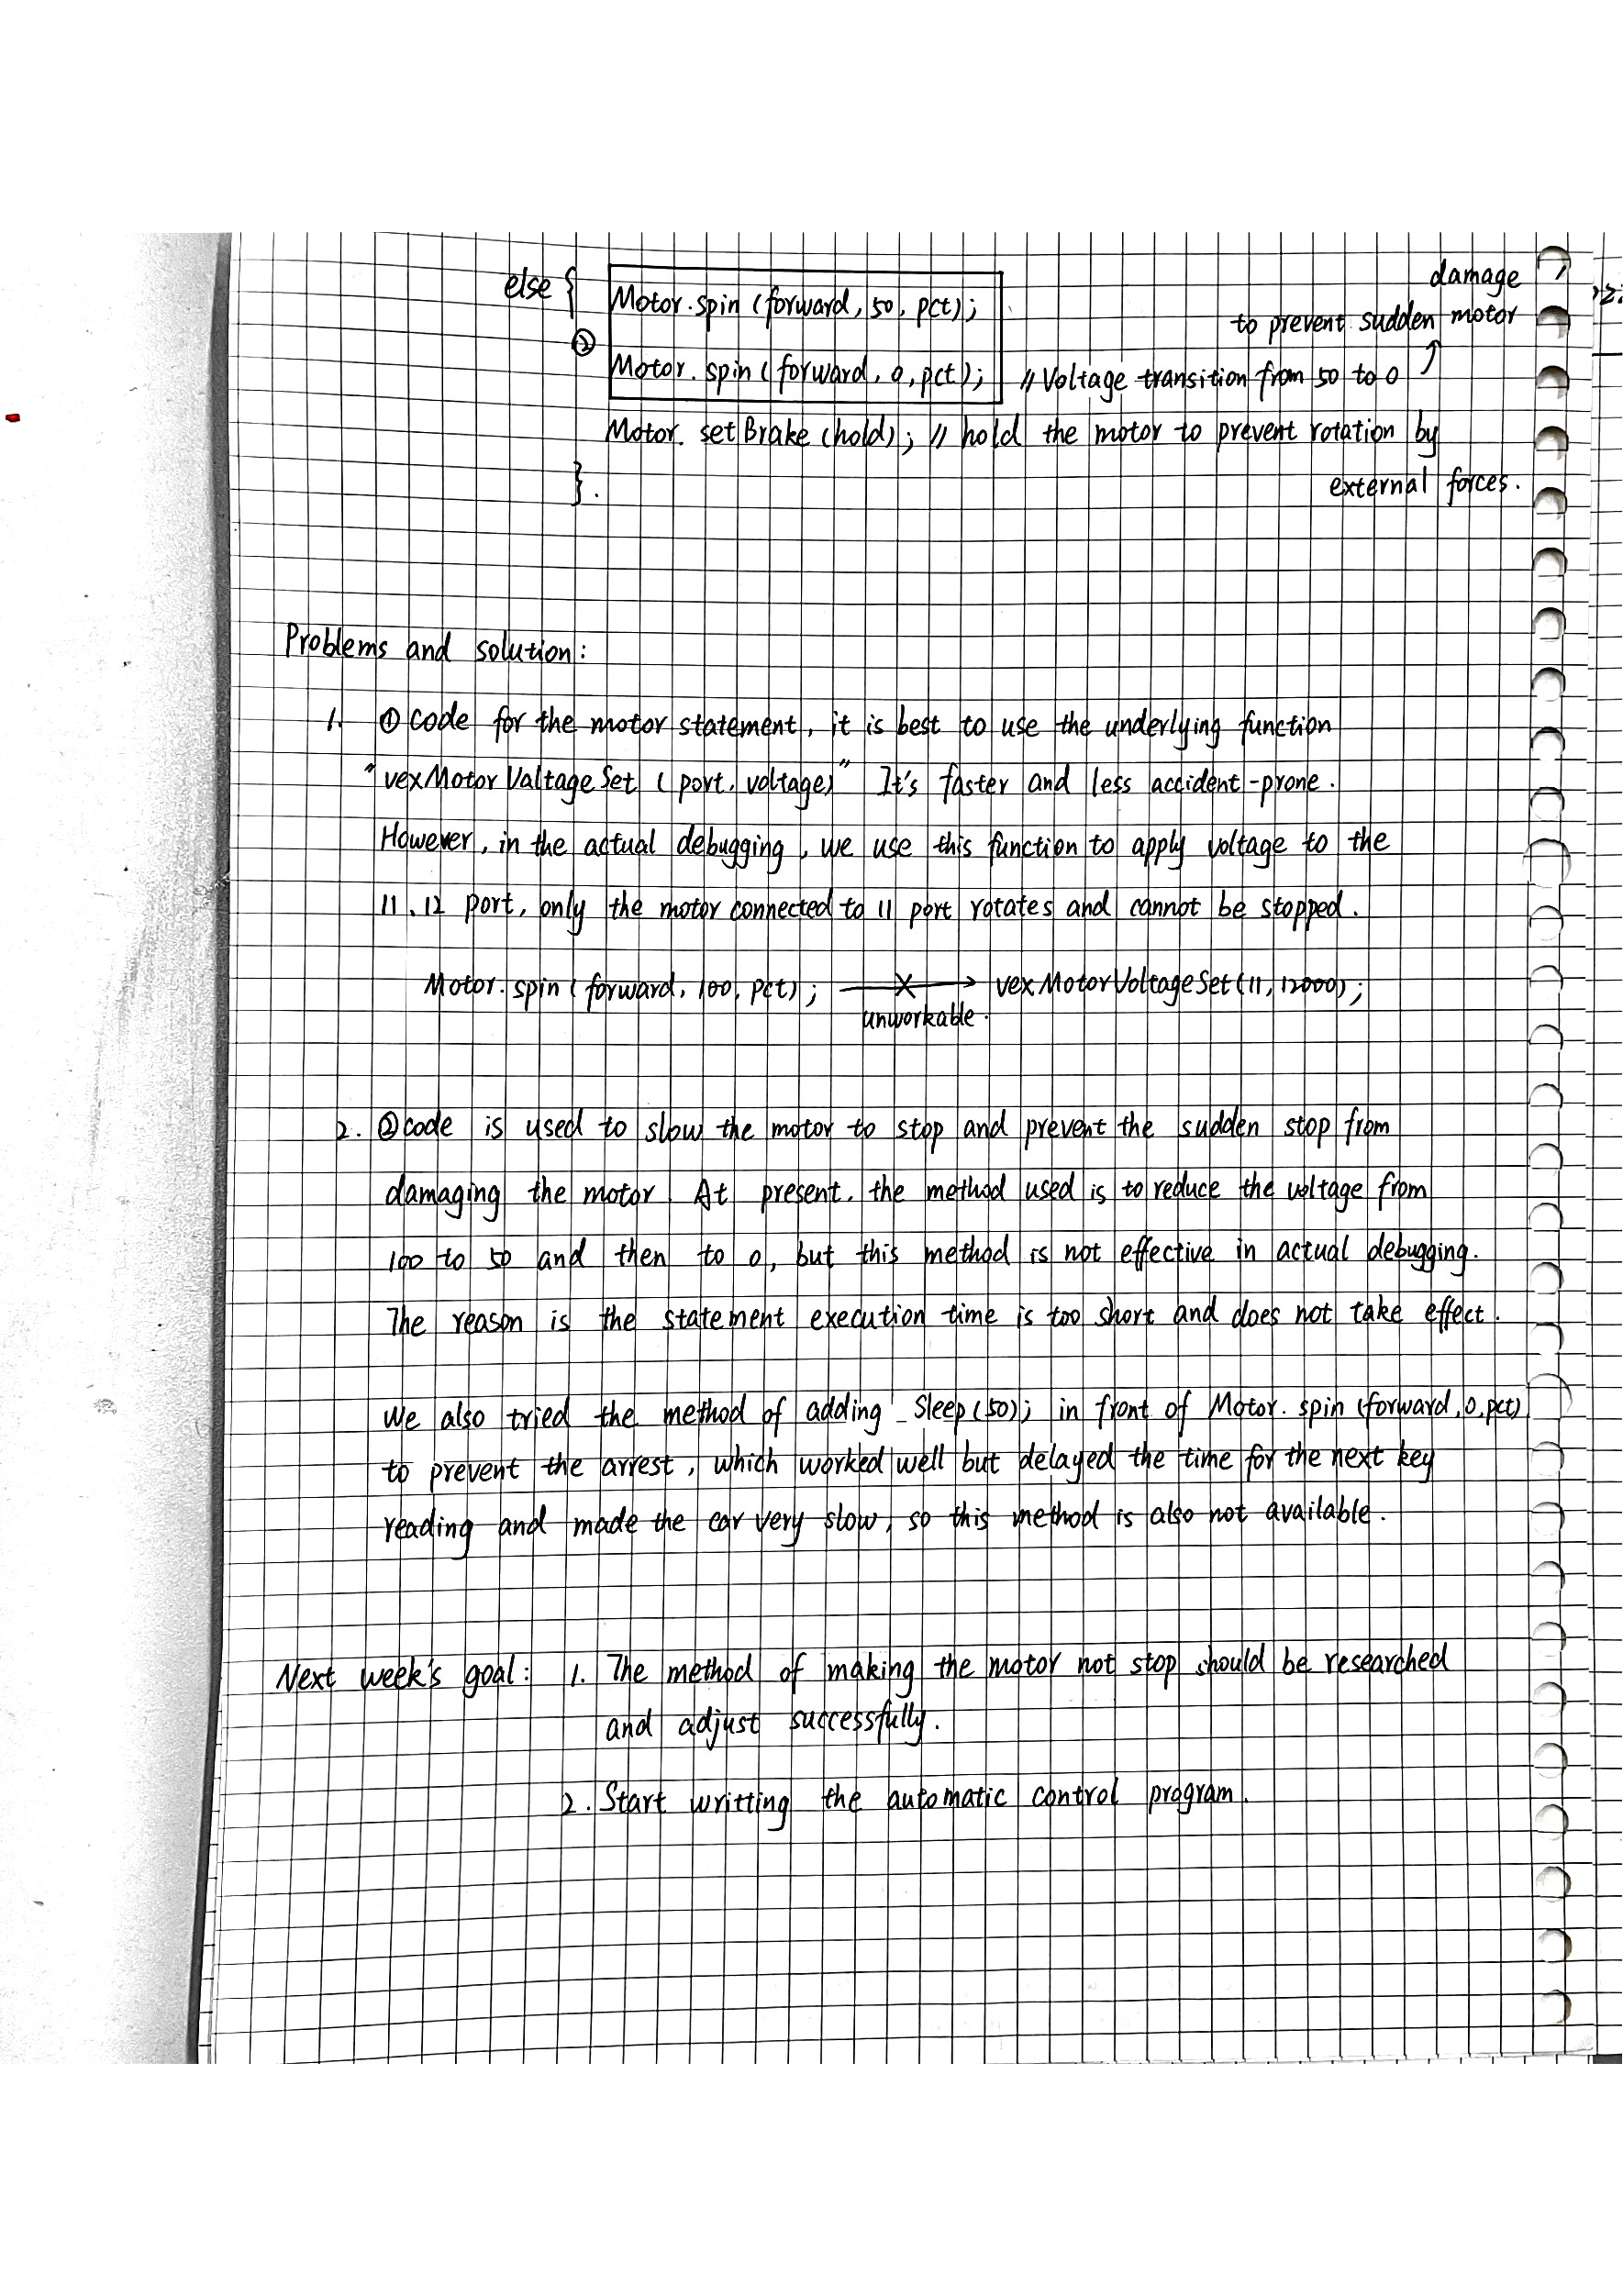 else {
Motor.spin (forward, 50, pct);
damage
to prevent sudden motor
②
Motor.spin (forward, 0, pct); // Voltage transition from 50 to 0
Motor. setBrake (hold); // hold the motor to prevent rotation by
external forces.
}.
Problems and solution:
1. ① code for the motor statement, it is best to use the underlying function
"vexMotorValtageSet (port, voltage)" It's faster and less accident-prone.
However, in the actual debugging, we use this function to apply voltage to the
11、12 port, only the motor connected to 11 port rotates and cannot be stopped.
Motor.spin (forward, 100, pct); vexMotorVoltageSet(11, 12000);
unworkable.
2. ② code is used to slow the motor to stop and prevent the sudden stop from
damaging the motor. At present, the method used is to reduce the voltage from
100 to 50 and then to 0, but this method is not effective in actual debugging.
The reason is the statement execution time is too short and does not take effect.
We also tried the method of adding _Sleep(50); in front of Motor. spin (forward, 0, pct)
to prevent the arrest, which worked well but delayed the time for the next key
reading and made the car very slow, so this method is also not available.
Next week's goal: 1. The method of making the motor not stop should be researched
and adjust successfully.
2. Start writting the automatic control program.